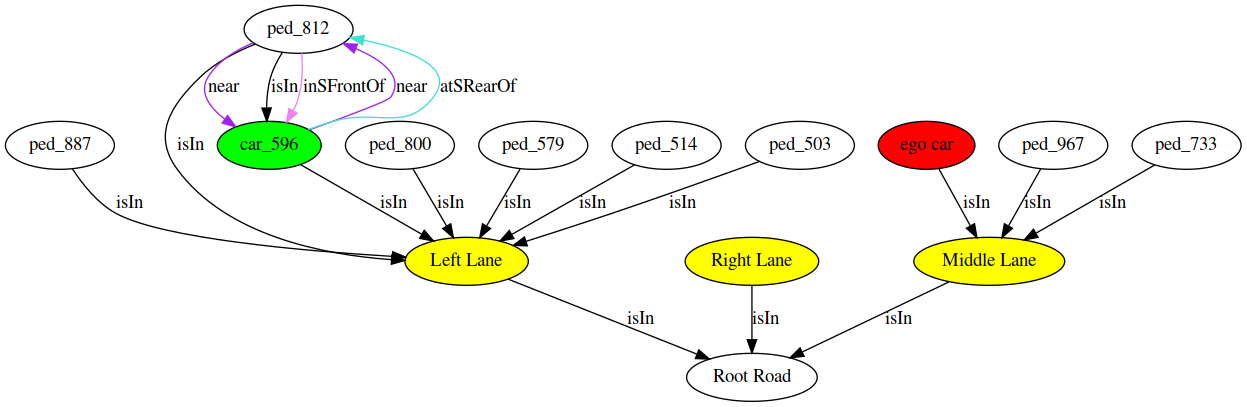 ped_812
near
isIn
inSFrontOf
near
atSRearOf
ped_887
isIn
car_596
ped_800
ped_579
ped_514
ped_503
ego car
ped_967
ped_733
isIn
isIn
isIn
isIn
isIn
isIn
isIn
isIn
isIn
Left Lane
Right Lane
Middle Lane
isIn
isIn
isIn
Root Road